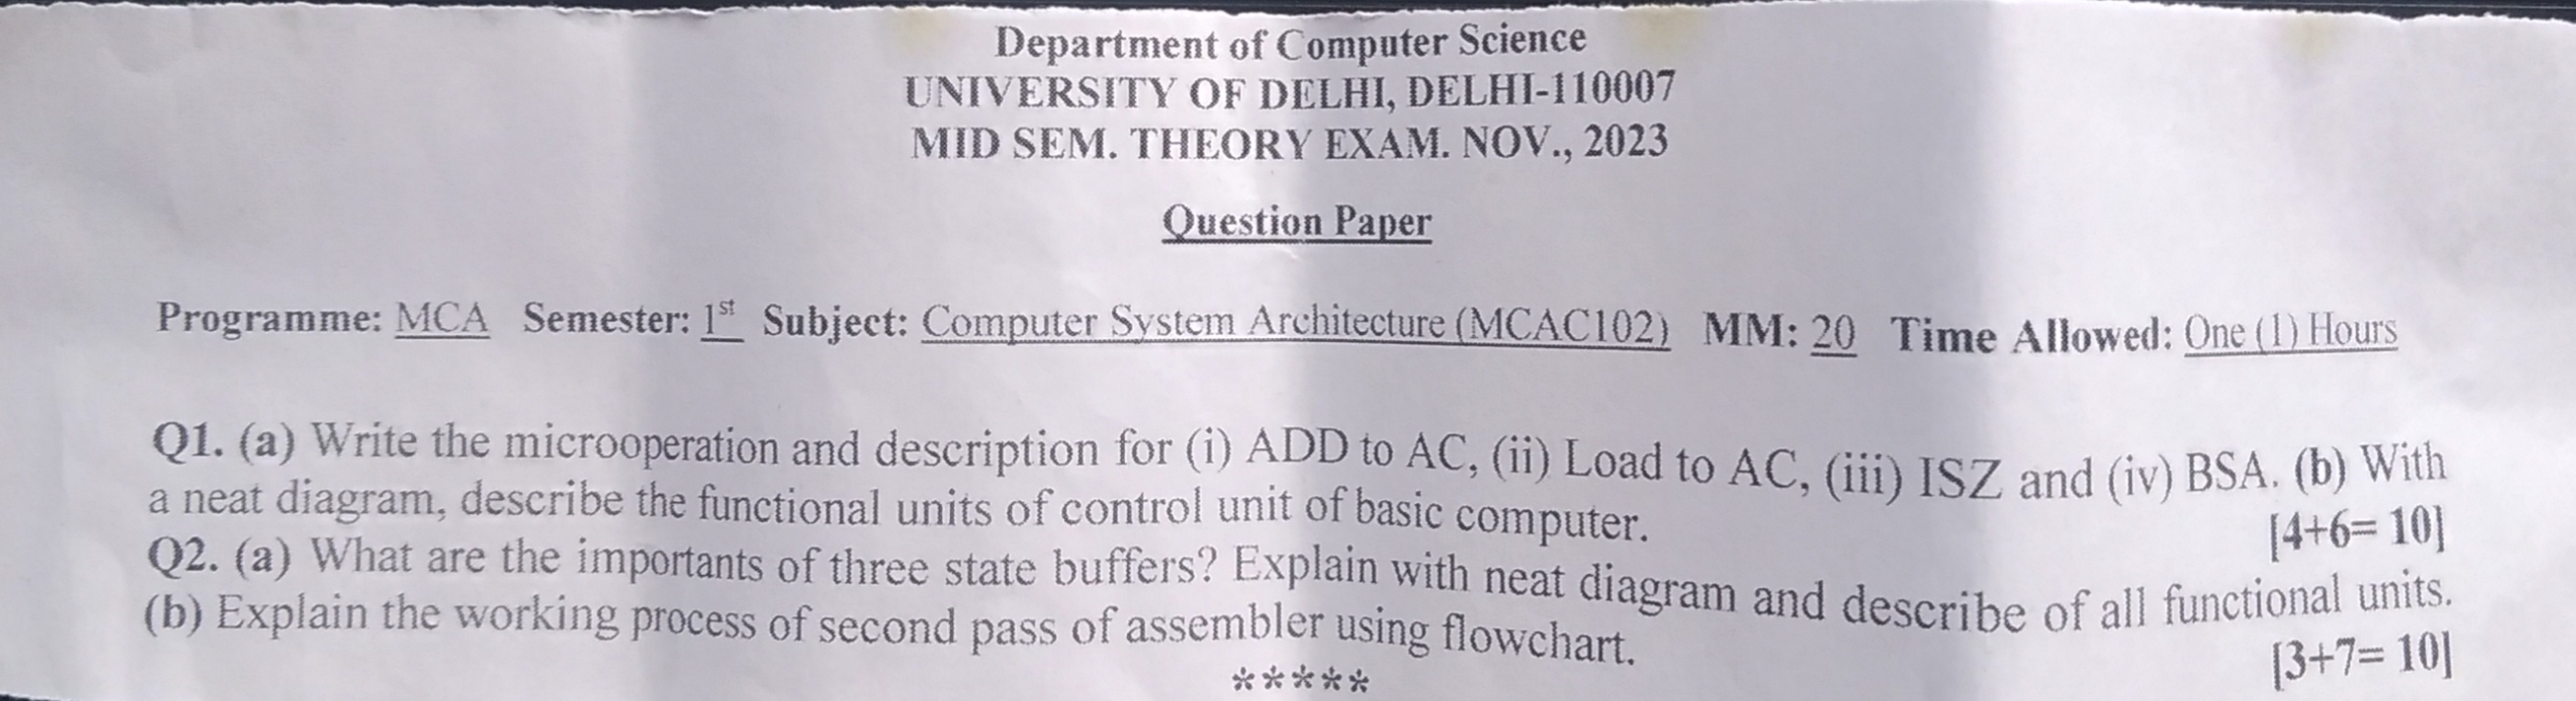 Department of Computer Science
UNIVERSITY OF DELHI, DELHI-110007
MID SEM. THEORY EXAM. NOV., 2023
Question Paper
Programme: MCA Semester: 1st Subject: Computer System Architecture (MCAC102) MM: 20 Time Allowed: One (1) Hours
Q1. (a) Write the microoperation and description for (i) ADD to AC, (ii) Load to AC, (iii) ISZ and (iv) BSA. (b) With
a neat diagram, describe the functional units of control unit of basic computer.
[4+6= 10]
Q2. (a) What are the importants of three state buffers? Explain with neat diagram and describe of all functional units.
(b) Explain the working process of second pass of assembler using flowchart.
[3+7= 10]
*****